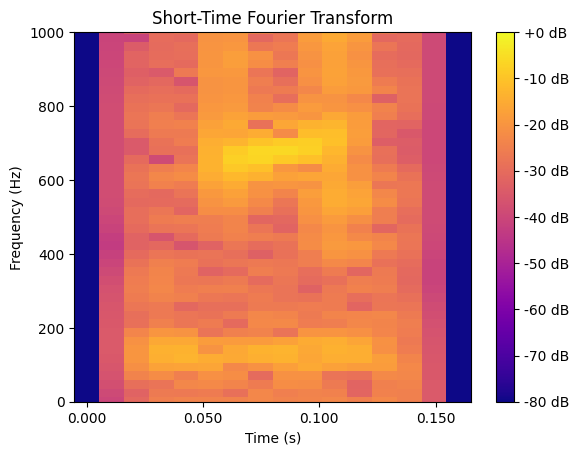 Short-Time Fourier Transform
1000
800
600
400
200
0
Frequency (Hz)
0.000
0.050
0.100
0.150
Time (s)
+0 dB
-10 dB
-20 dB
-30 dB
-40 dB
-50 dB
-60 dB
-70 dB
-80 dB